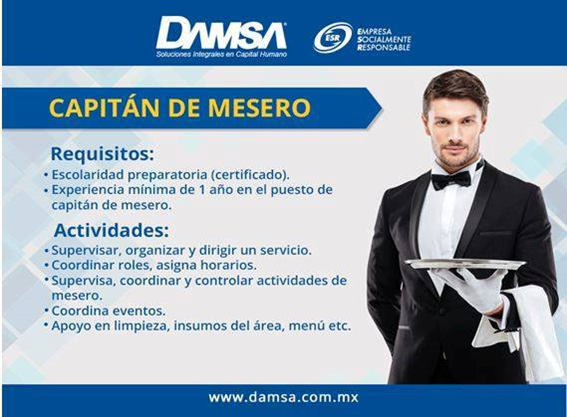 DAMSA
Soluciones Integrales en Capital Humano
ESR
EMPRESA
SOCIALMENTE
RESPONSABLE
CAPITÁN DE MESERO
Requisitos:
• Escolaridad preparatoria (certificado).
• Experiencia mínima de 1 año en el puesto de
capitán de mesero.
Actividades:
• Supervisar, organizar y dirigir un servicio.
• Coordinar roles, asigna horarios.
• Supervisa, coordinar y controlar actividades de
mesero.
• Coordina eventos.
• Apoyo en limpieza, insumos del área, menú etc.
www.damsa.com.mx